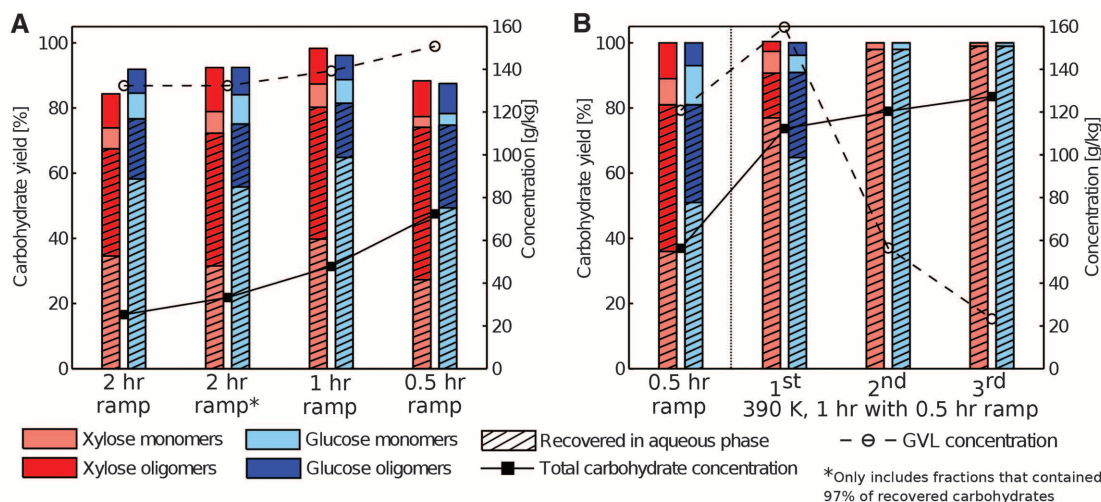 A
B
Carbohydrate yield [%]
100
80
60
40
20
0
160
140
120
100
80
60
40
20
0
Concentration [g/kg]
2 hr
ramp
2 hr
ramp*
1 hr
ramp
0.5 hr
ramp
Carbohydrate yield [%]
100
80
60
40
20
0
160
140
120
100
80
60
40
20
0
Concentration [g/kg]
0.5 hr
ramp
1st
2nd
3rd
390 K, 1 hr with 0.5 hr ramp
Xylose monomers
Glucose monomers
Recovered in aqueous phase
GVL concentration
Xylose oligomers
Glucose oligomers
Total carbohydrate concentration
*Only includes fractions that contained
97% of recovered carbohydrates